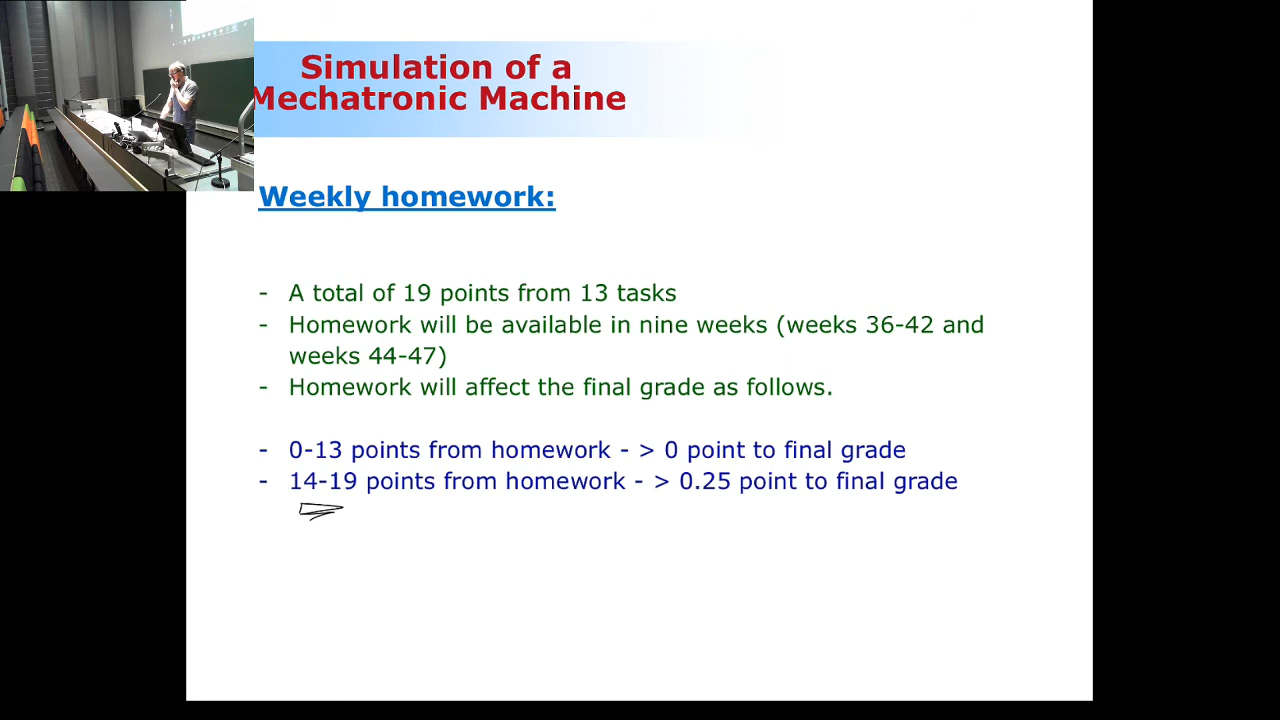 Simulation of a
Mechatronic Machine
Weekly homework:
- A total of 19 points from 13 tasks
- Homework will be available in nine weeks (weeks 36-42 and
weeks 44-47)
- Homework will affect the final grade as follows.
- 0-13 points from homework - > 0 point to final grade
- 14-19 points from homework - > 0.25 point to final grade